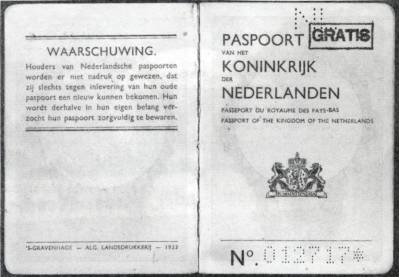 WAARSCHUWING.
Houders van Nederlandsche paspoorten
worden er met nadruk op gewezen, dat
zij slechts tegen inlevering van hun oude
paspoort een nieuw kunnen bekomen. Hun
wordt derhalve in hun eigen belang ver-
zocht hun paspoort zorgvuldig te bewaren.
'S-GRAVENHAGE — ALG. LANDSDRUKKERIJ — 1933
PASPOORT GRATIS
VAN HET
KONINKRIJK
DER
NEDERLANDEN
PASSEPORT DU ROYAUME DES PAYS-BAS
PASSPORT OF THE KINGDOM OF THE NETHERLANDS
JE MAINTIENDRAI
No. 012717*